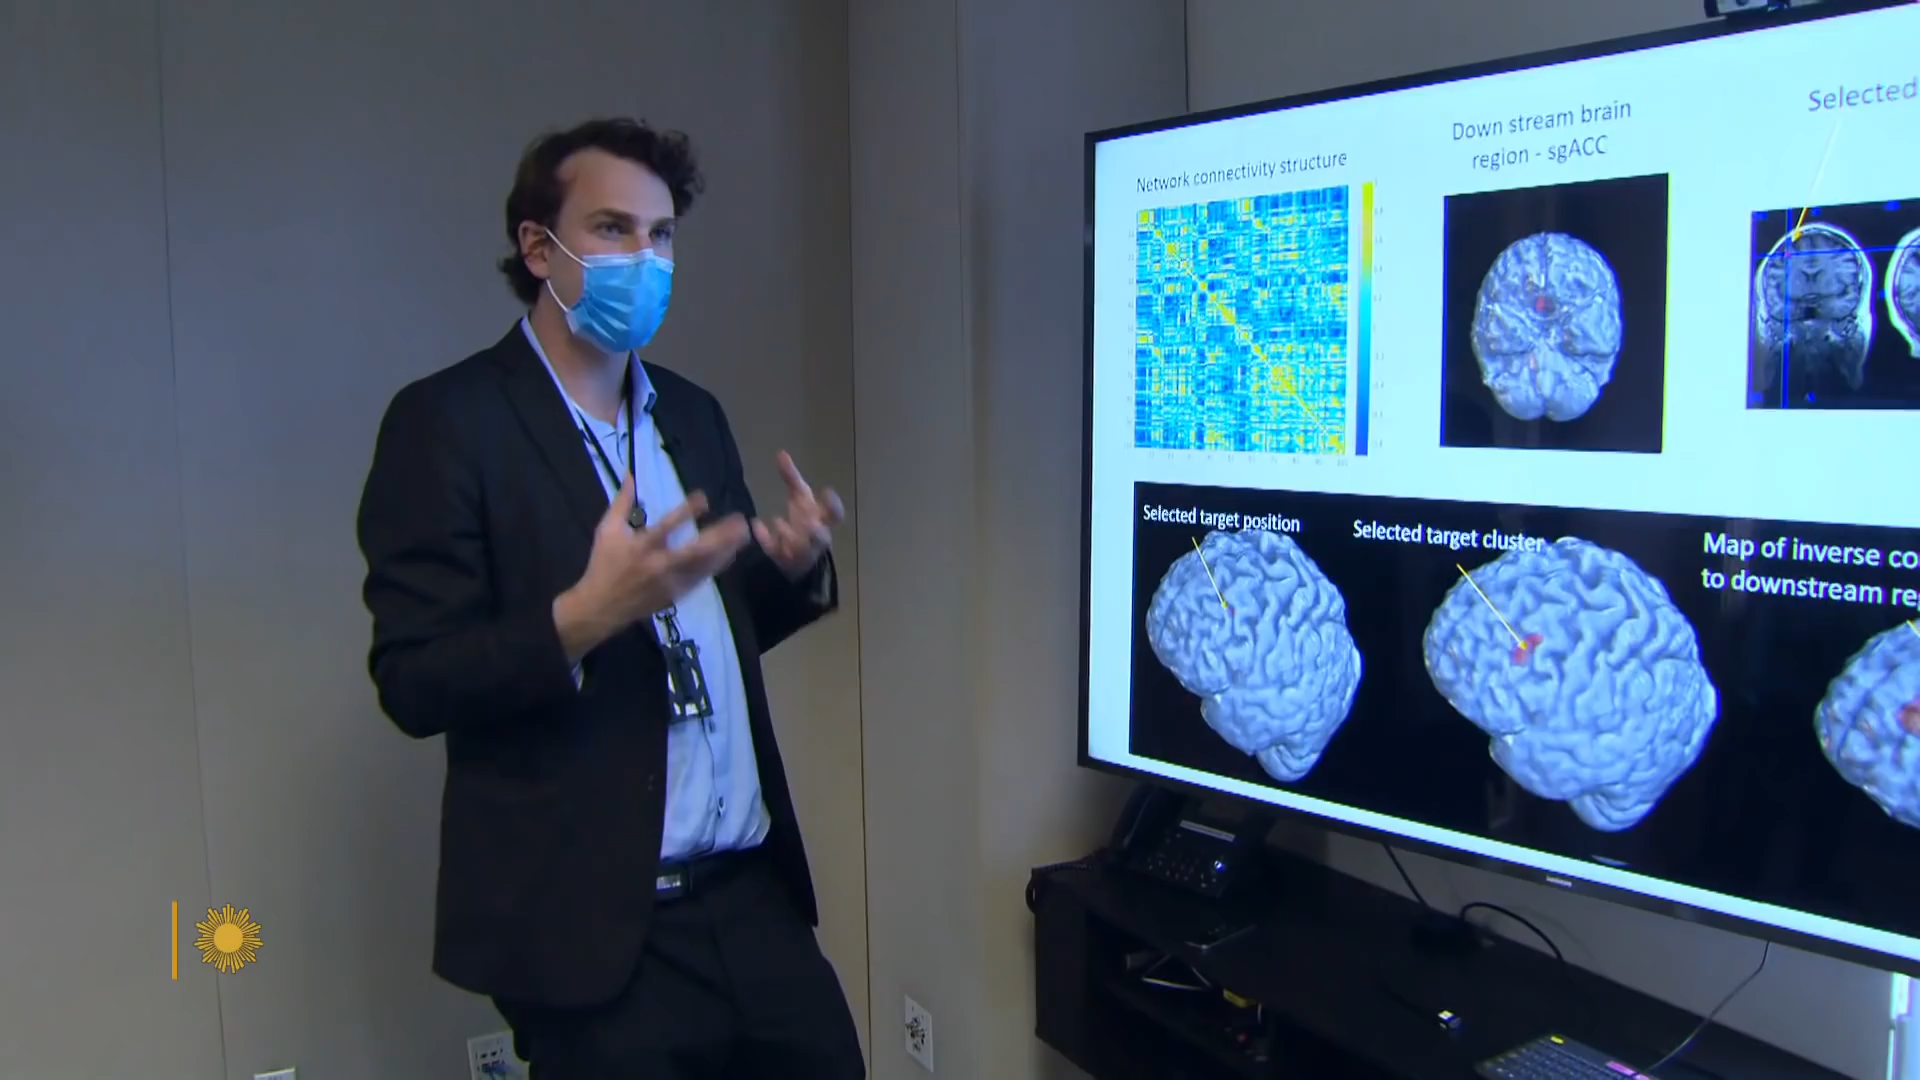 Network connectivity structure
Down stream brain
region - sgACC
Selected
Selected target position
Selected target cluster
Map of inverse co
to downstream re